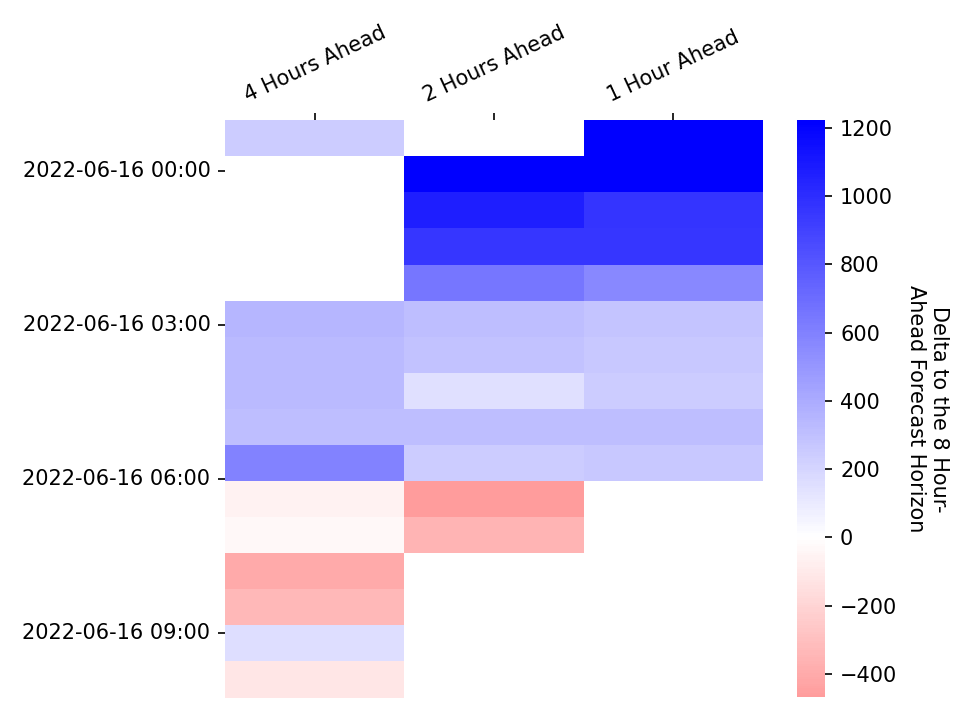 4 Hours Ahead
2 Hours Ahead
1 Hour Ahead
2022-06-16 00:00
2022-06-16 03:00
2022-06-16 06:00
2022-06-16 09:00
1200
1000
800
600
400
200
0
−200
−400
Delta to the 8 Hour-
Ahead Forecast Horizon